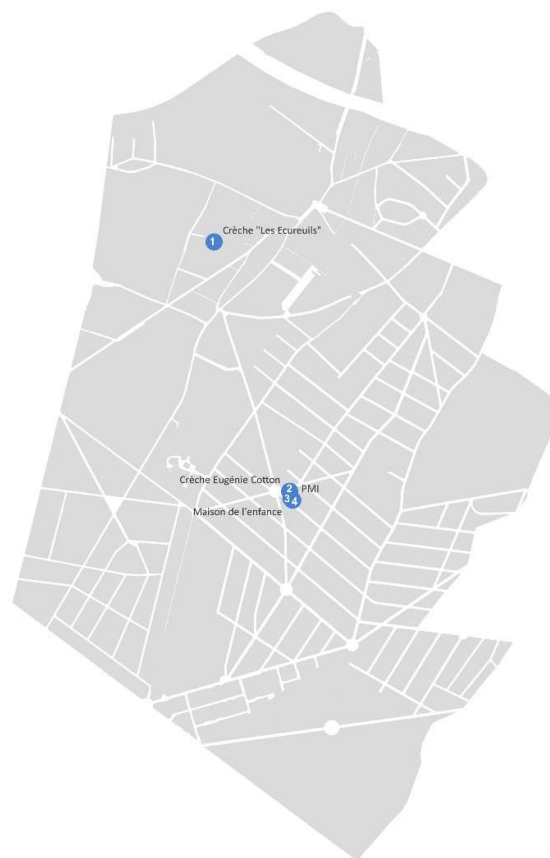 Crèche "Les Ecureuils"
1
Crèche Eugénie Cotton
2
PMI
3 4
Maison de l'enfance